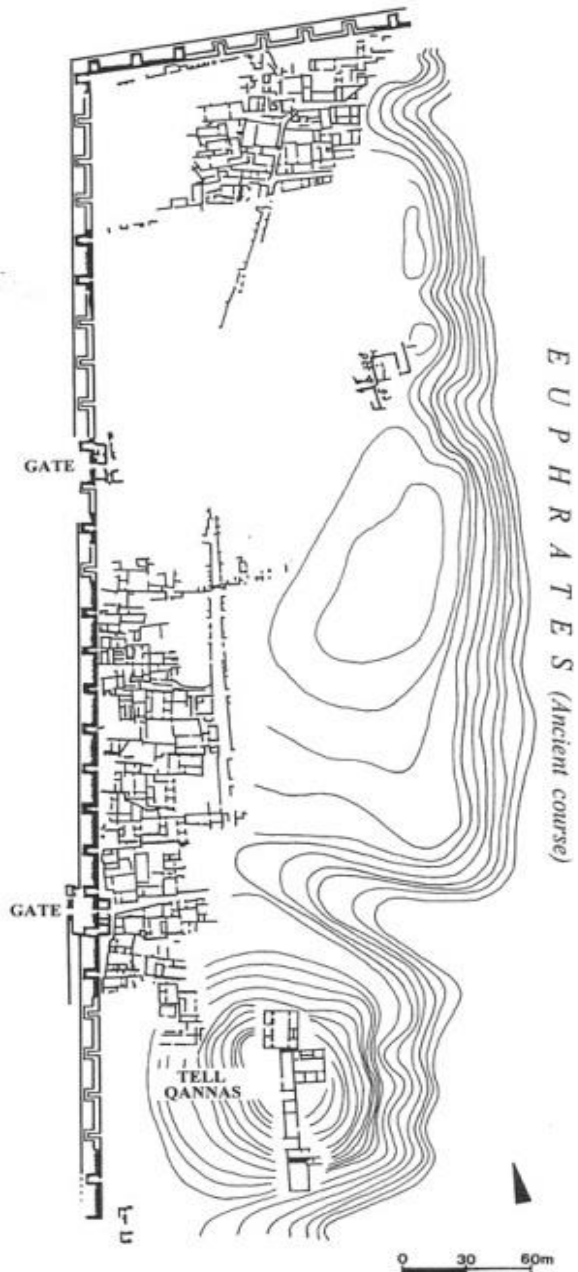 GATE
EUPHRATES (Ancient course)
GATE
TELL
QANNAS
0 30 60m